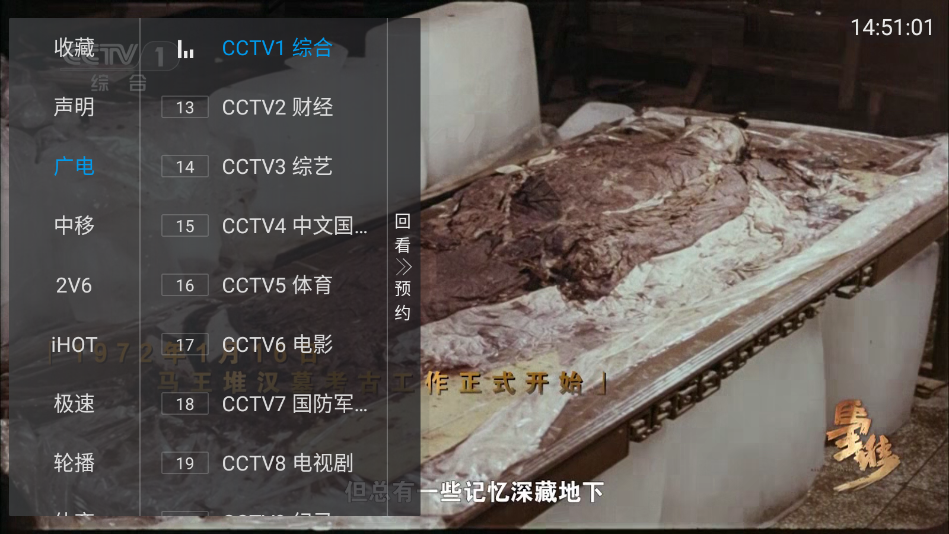 14:51:01
CCTV 1
综合
收藏
声明
广电
中移
2V6
iHOT
极速
轮播
CCTV1 综合
13 CCTV2 财经
14 CCTV3 综艺
15 CCTV4 中文国...
16 CCTV5 体育
17 CCTV6 电影
18 CCTV7 国防军...
19 CCTV8 电视剧
回看
预约
马王堆汉墓考古工作正式开始
但总有一些记忆深藏地下